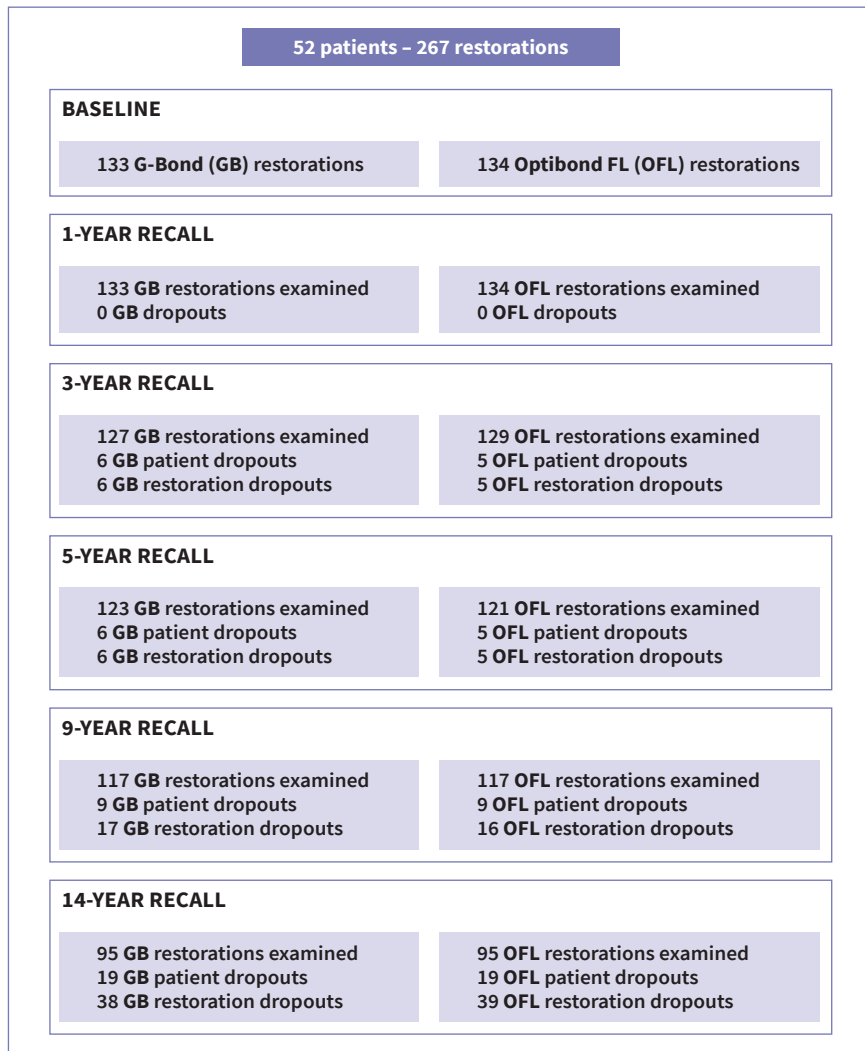 52 patients – 267 restorations
BASELINE
133 G-Bond (GB) restorations
134 Optibond FL (OFL) restorations
1-YEAR RECALL
133 GB restorations examined
0 GB dropouts
134 OFL restorations examined
0 OFL dropouts
3-YEAR RECALL
127 GB restorations examined
6 GB patient dropouts
6 GB restoration dropouts
129 OFL restorations examined
5 OFL patient dropouts
5 OFL restoration dropouts
5-YEAR RECALL
123 GB restorations examined
6 GB patient dropouts
6 GB restoration dropouts
121 OFL restorations examined
5 OFL patient dropouts
5 OFL restoration dropouts
9-YEAR RECALL
117 GB restorations examined
9 GB patient dropouts
17 GB restoration dropouts
117 OFL restorations examined
9 OFL patient dropouts
16 OFL restoration dropouts
14-YEAR RECALL
95 GB restorations examined
19 GB patient dropouts
38 GB restoration dropouts
95 OFL restorations examined
19 OFL patient dropouts
39 OFL restoration dropouts